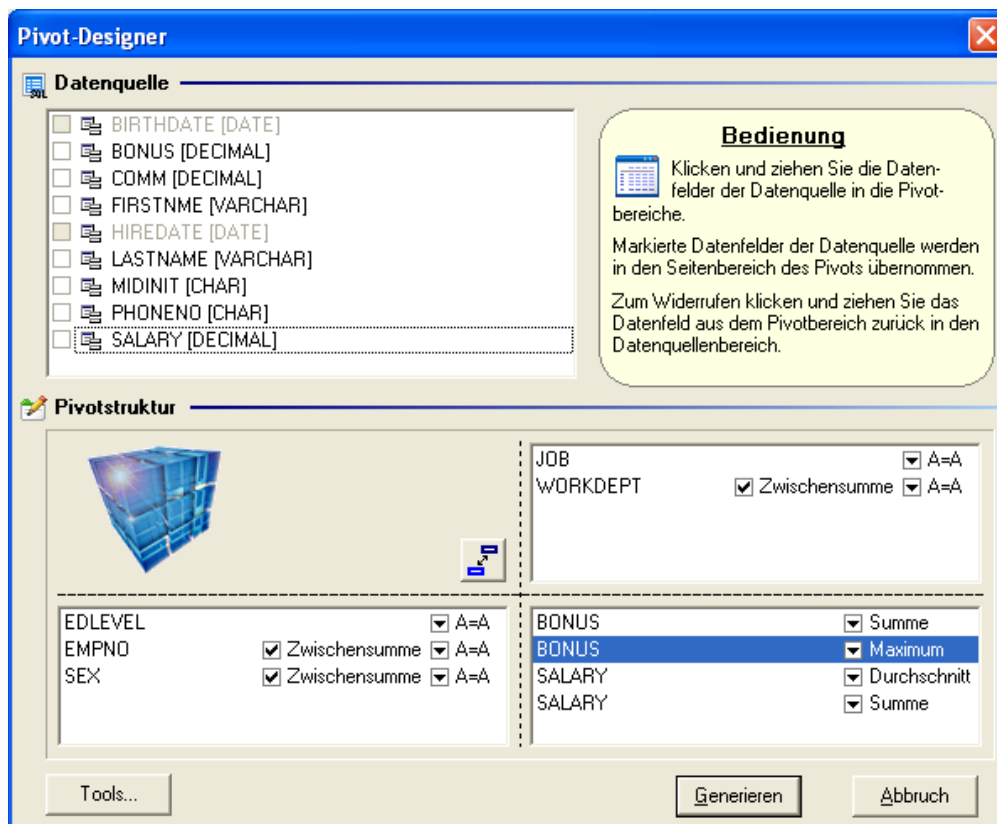 Pivot-Designer
Datenquelle
BIRTHDATE [DATE]
BONUS [DECIMAL]
COMM [DECIMAL]
FIRSTNME [VARCHAR]
HIREDATE [DATE]
LASTNAME [VARCHAR]
MIDINIT [CHAR]
PHONENO [CHAR]
SALARY [DECIMAL]
Bedienung
Klicken und ziehen Sie die Daten-
felder der Datenquelle in die Pivot-
bereiche.
Markierte Datenfelder der Datenquelle werden
in den Seitenbereich des Pivots übernommen.
Zum Widerrufen klicken und ziehen Sie das
Datenfeld aus dem Pivotbereich zurück in den
Datenquellenbereich.
Pivotstruktur
JOB A=A
WORKDEPT Zwischensumme A=A
EDLEVEL A=A
EMPNO Zwischensumme A=A
SEX Zwischensumme A=A
BONUS Summe
BONUS Maximum
SALARY Durchschnitt
SALARY Summe
Tools... Generieren Abbruch